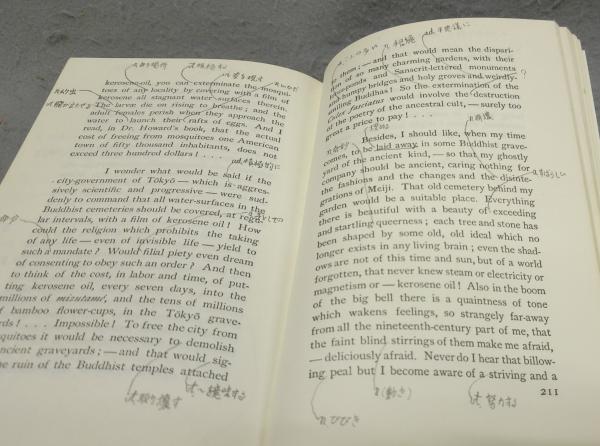 kerosene-oil, you can exterminate the mosqui-
toes of any locality by covering with a film of
kerosene all stagnant water-surfaces therein.
The larvæ die on rising to breathe; and the
adult females perish when they approach the
water to launch their rafts of eggs. And I
read, in Dr. Howard's book, that the actual
cost of freeing from mosquitoes one American
town of fifty thousand inhabitants, does not
exceed three hundred dollars! . . .
I wonder what would be said if the
city-government of Tōkyō — which is aggres-
sively scientific and progressive — were sud-
denly to command that all water-surfaces in the
Buddhist cemeteries should be covered, at
lar intervals, with a film of kerosene oil! How
could the religion which prohibits the taking
of any life — even of invisible life — yield to
such a mandate? Would filial piety even dream
of consenting to obey such an order? And then
to think of the cost, in labor and time, of put-
ting kerosene oil, every seven days, into the
millions of mizutamé, and the tens of millions
of bamboo flower-cups, in the Tōkyō grave-
ards! . . . Impossible! To free the city from
quitoes it would be necessary to demolish
ncient graveyards; — and that would sig-
e ruin of the Buddhist temples attached
vt.取り壊す
to them; — and that would mean the dispari-
of so many charming gardens, with their
-ponds and Sanscrit-lettered monuments
and humpy bridges and holy groves and weirdly-
iling Buddhas! So the extermination of the
Culex fasciatus would involve the destruction
of the poetry of the ancestral cult, — surely too
great a price to pay! . . .
Besides, I should like, when my time
comes, to be laid away in some Buddhist grave-
yard of the ancient kind, — so that my ghostly
company should be ancient, caring nothing for
the fashions and the changes and the disinte-
grations of Meiji. That old cemetery behind my
garden would be a suitable place. Everything
there is beautiful with a beauty of exceeding
and startling queerness; each tree and stone has
been shaped by some old, old ideal which no
longer exists in any living brain; even the shad-
ows are not of this time and sun, but of a world
forgotten, that never knew steam or electricity or
magnetism or — kerosene oil! Also in the boom
of the big bell there is a quaintness of tone
which wakens feelings, so strangely far-away
from all the nineteenth-century part of me, that
the faint blind stirrings of them make me afraid,
— deliciously afraid. Never do I hear that billow-
ing peal but I become aware of a striving and a
211
n.ひびき
n(動き)
vt.努力する